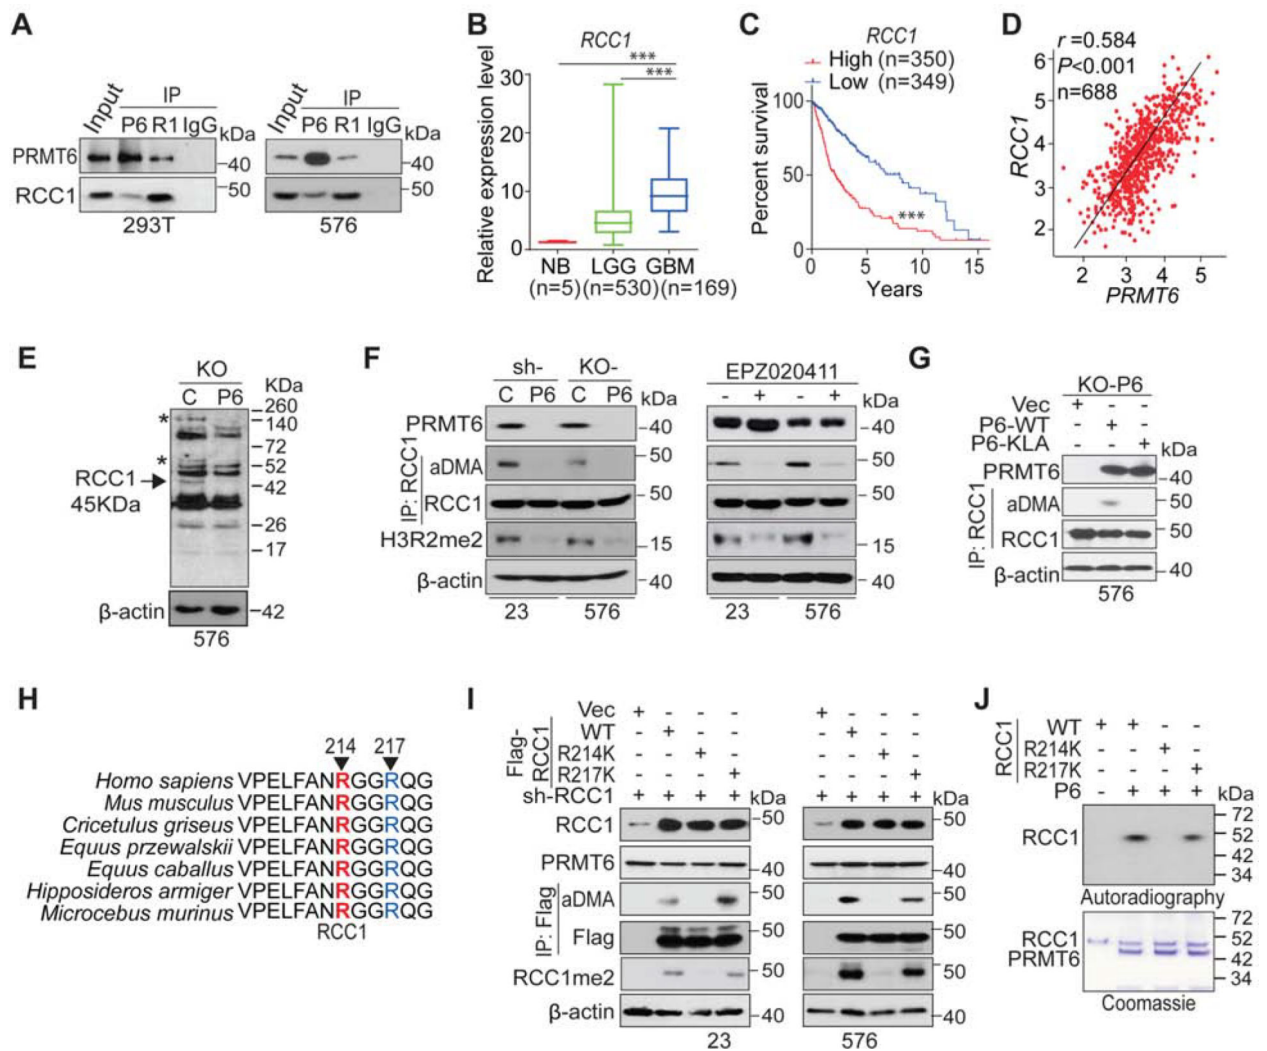 A
Input
IP
P6 R1 IgG
kDa
PRMT6
40
RCC1
50
293T
Input
IP
P6 R1 IgG
kDa
40
50
576
B
RCC1
***
***
Relative expression level
30
20
10
0
NB LGG GBM
(n=5) (n=530) (n=169)
C
RCC1
High (n=350)
Low (n=349)
Percent survival
100
50
0
***
0 5 10 15
Years
D
r =0.584
P<0.001
n=688
RCC1
6
5
4
3
2
2 3 4 5
PRMT6
E
KO
C P6
KDa
260
140
72
52
42
26
17
*
*
RCC1
45KDa
β-actin
42
576
F
sh- KO-
C P6 C P6
kDa
PRMT6
40
IP: RCC1
aDMA
50
RCC1
50
H3R2me2
15
β-actin
40
23 576
EPZ020411
- + - +
kDa
40
50
50
15
40
23 576
G
KO-P6
Vec + - -
P6-WT - + -
P6-KLA - - +
kDa
PRMT6
40
IP: RCC1
aDMA
50
RCC1
50
β-actin
40
576
H
214 217
Homo sapiens VPELFANRGGRQG
Mus musculus VPELFANRGGRQG
Cricetulus griseus VPELFANRGGRQG
Equus przewalskii VPELFANRGGRQG
Equus caballus VPELFANRGGRQG
Hipposideros armiger VPELFANRGGRQG
Microcebus murinus VPELFANRGGRQG
RCC1
I
Flag-RCC1
Vec + - - - + - - -
WT - + - - - + - -
R214K - - + - - - + -
R217K - - - + - - - +
sh-RCC1 + + + + + + + +
kDa kDa
RCC1
50 50
PRMT6
40 40
IP: Flag
aDMA
50 50
Flag
50 50
RCC1me2
50 50
β-actin
40 40
23 576
J
RCC1
WT + + - -
R214K - - + -
R217K - - - +
P6 - + + +
kDa
72
52
42
34
RCC1
Autoradiography
72
52
42
34
RCC1
PRMT6
Coomassie